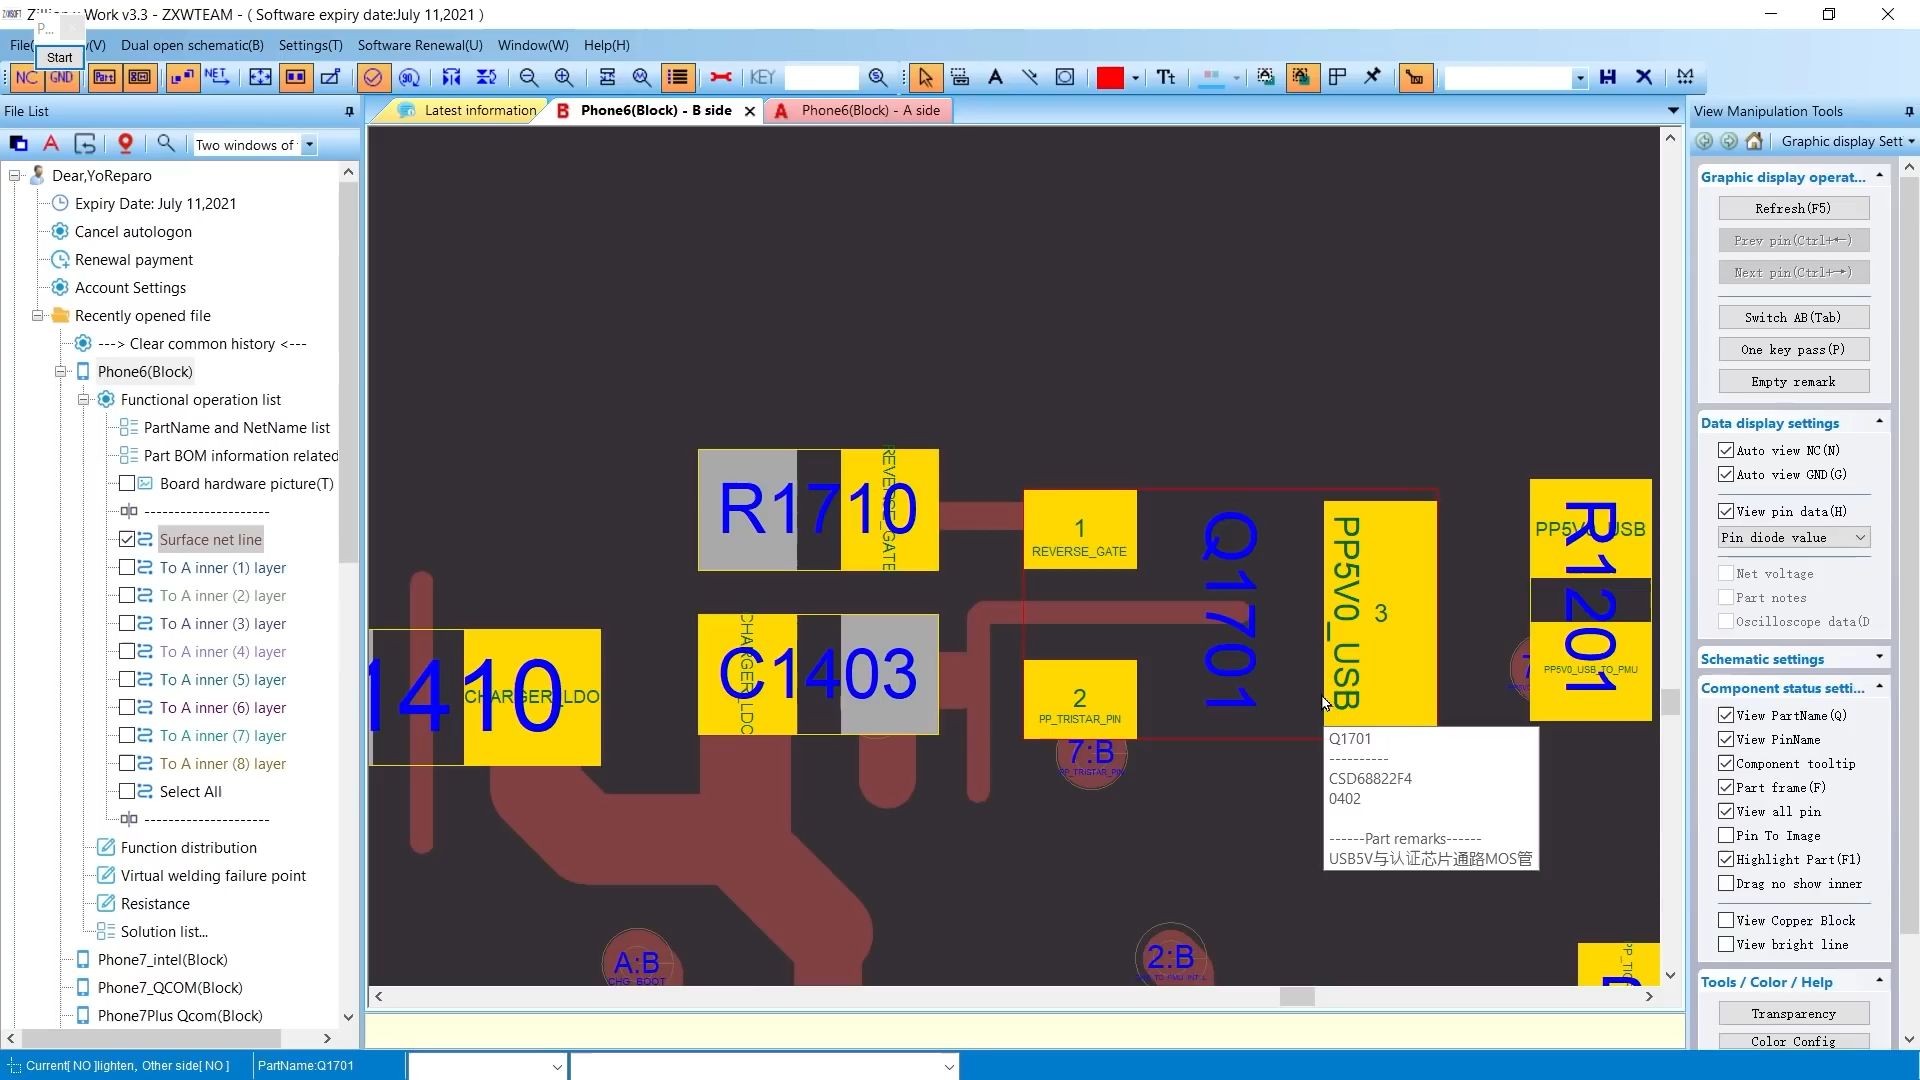 Work v3.3 - ZXWTEAM - ( Software expiry date:July 11,2021 )
P...
Start
(V) Dual open schematic(B) Settings(T) Software Renewal(U) Window(W) Help(H)
NC GND Part NET KEY A Tt
File List
Latest information
B Phone6(Block) - B side
A Phone6(Block) - A side
View Manipulation Tools
Two windows of
Graphic display Sett
Dear,YoReparo
Expiry Date: July 11,2021
Cancel autologon
Renewal payment
Account Settings
Recently opened file
---> Clear common history <---
Phone6(Block)
Functional operation list
PartName and NetName list
Part BOM information related
Board hardware picture(T)
--------------------
Surface net line
To A inner (1) layer
To A inner (2) layer
To A inner (3) layer
To A inner (4) layer
To A inner (5) layer
To A inner (6) layer
To A inner (7) layer
To A inner (8) layer
Select All
--------------------
Function distribution
Virtual welding failure point
Resistance
Solution list...
Phone7_intel(Block)
Phone7_QCOM(Block)
Phone7Plus Qcom(Block)
R1710
REVERSE_GATE
C1403
CHARGER_LDO
1410
CHARGER_LDO
1
REVERSE_GATE
2
PP_TRISTAR_PIN
Q1701
PP5V0_USB
3
R1201
PP5V0_USB
PP5V0_USB_TO_PMU
7:B
PP_TRISTAR_PIN
Q1701
----------
CSD68822F4
0402
------Part remarks------
USB5V与认证芯片通路MOS管
A:B
CHG_BOOT
2:B
Graphic display operat...
Refresh(F5)
Prev pin(Ctrl+←)
Next pin(Ctrl+→)
Switch AB(Tab)
One key pass(P)
Empty remark
Data display settings
Auto view NC(N)
Auto view GND(G)
View pin data(H)
Pin diode value
Net voltage
Part notes
Oscilloscope data(D
Schematic settings
Component status setti...
View PartName(Q)
View PinName
Component tooltip
Part frame(F)
View all pin
Pin To Image
Highlight Part(F1)
Drag no show inner
View Copper Block
View bright line
Tools / Color / Help
Transparency
Color Config
Current[ NO ]lighten, Other side[ NO ]
PartName:Q1701